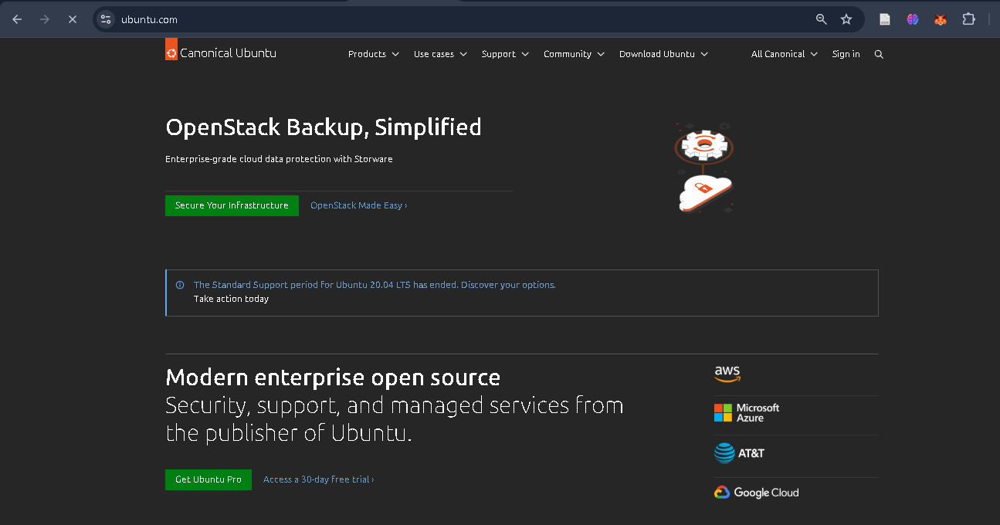 ubuntu.com
Canonical Ubuntu
Products
Use cases
Support
Community
Download Ubuntu
All Canonical
Sign in
OpenStack Backup, Simplified
Enterprise-grade cloud data protection with Storware
Secure Your Infrastructure
OpenStack Made Easy ›
The Standard Support period for Ubuntu 20.04 LTS has ended. Discover your options.
Take action today
Modern enterprise open source
Security, support, and managed services from
the publisher of Ubuntu.
Get Ubuntu Pro
Access a 30-day free trial ›
aws
Microsoft
Azure
AT&T
Google Cloud